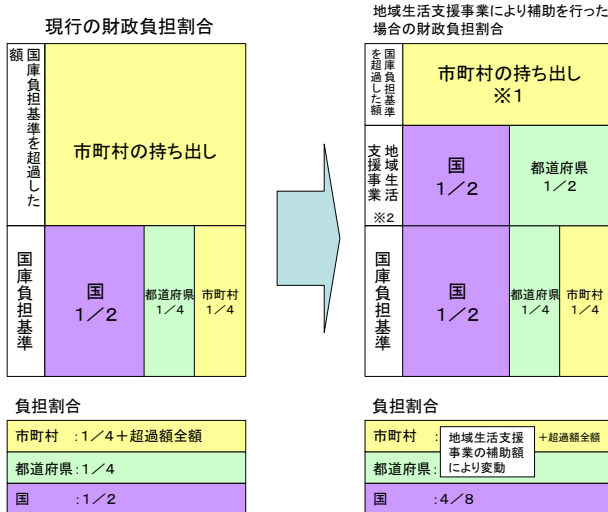 現行の財政負担割合
国庫負担基準を超過した
額
市町村の持ち出し
国庫負担基準
国
1/2
都道府県
1/4
市町村
1/4
負担割合
市町村 :1/4+超過額全額
都道府県:1/4
国 :1/2
地域生活支援事業により補助を行った
場合の財政負担割合
国庫負担基準
を超過した額
市町村の持ち出し
※1
地域生活
支援事業
※2
国
1/2
都道府県
1/2
国庫負担基準
国
1/2
都道府県
1/4
市町村
1/4
負担割合
市町村 : +超過額全額
都道府県:
地域生活支援
事業の補助額
により変動
国 :4/8